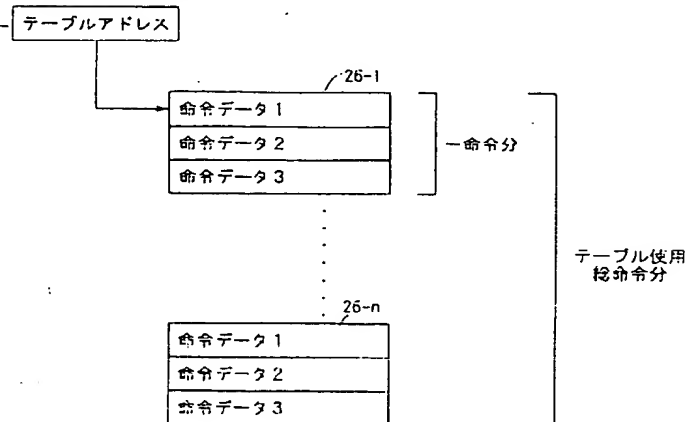 テーブルアドレス
26-1
命令データ1
命令データ2
命令データ3
一命令分
テーブル使用
総命令分
26-n
命令データ1
命令データ2
命令データ3